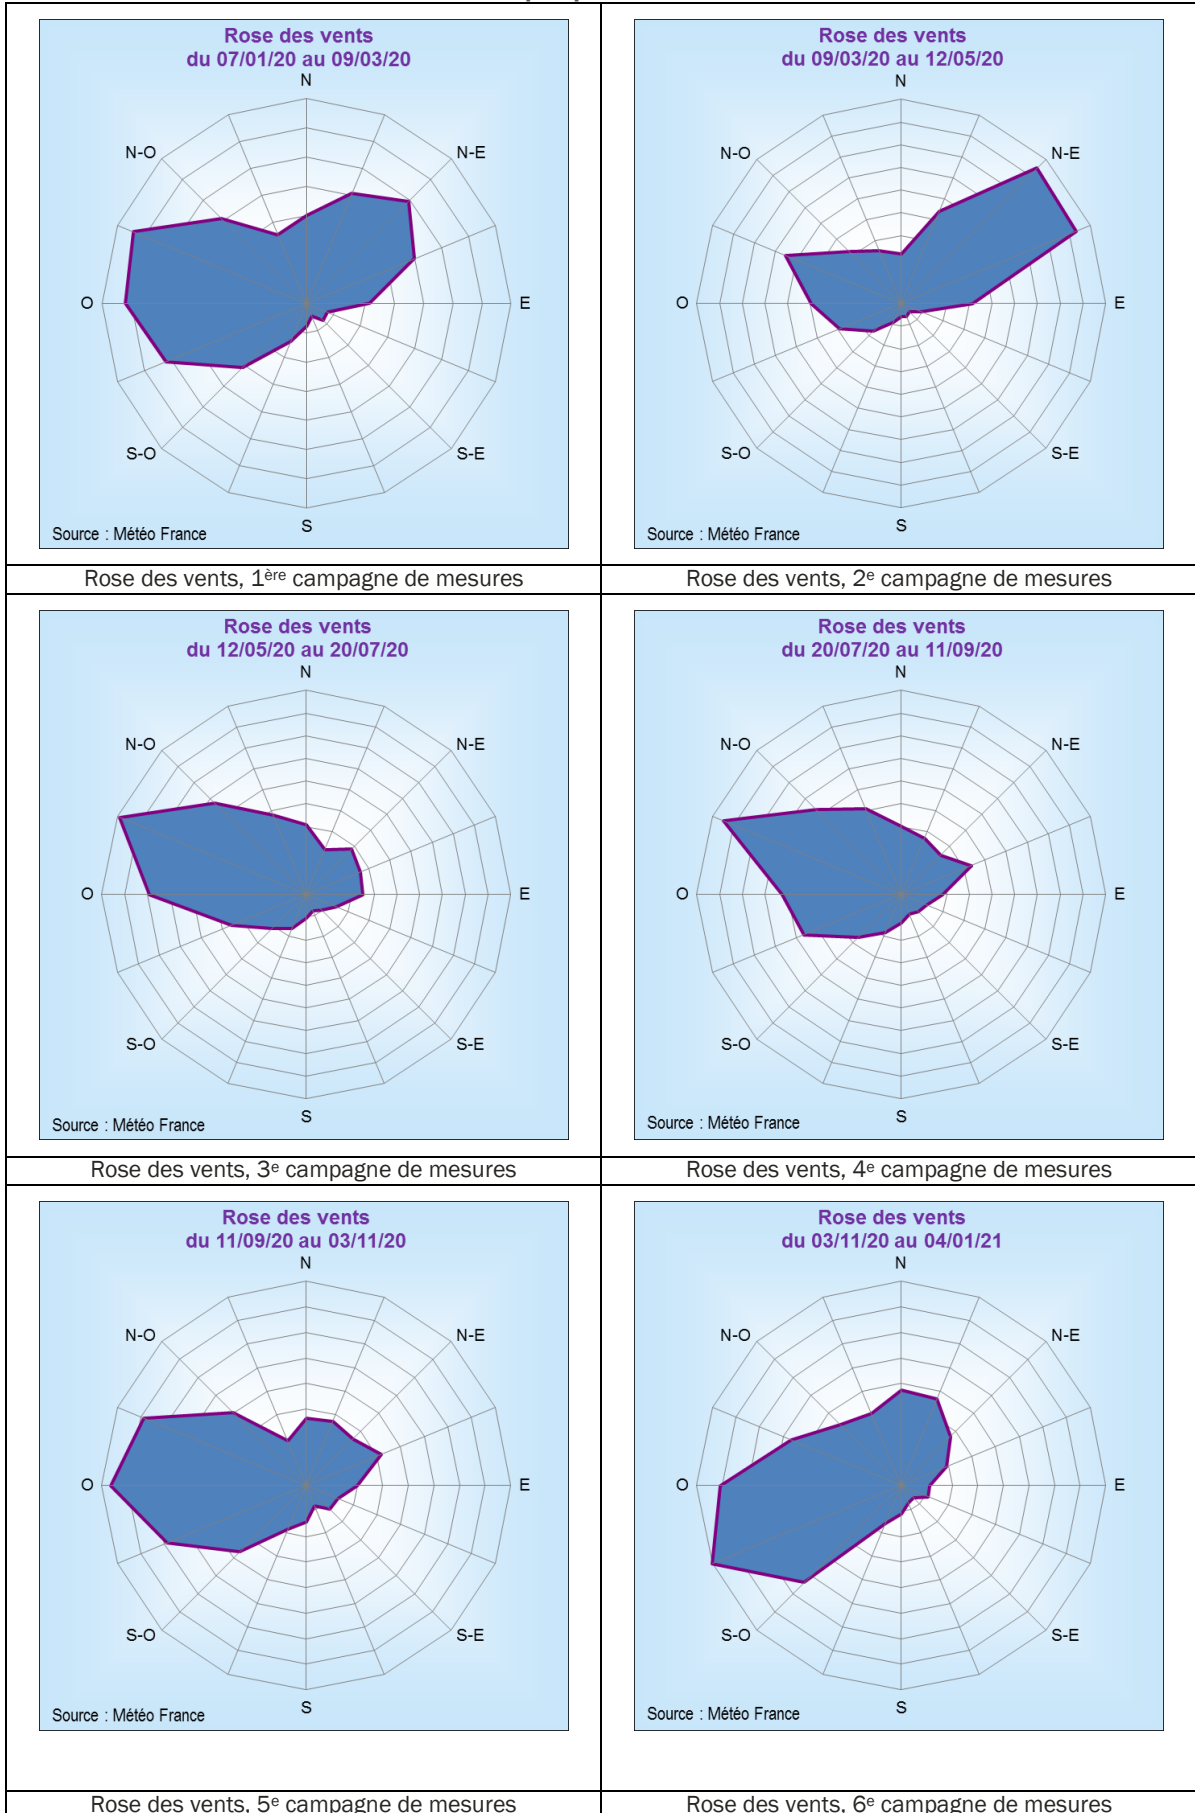 Rose des vents
du 07/01/20 au 09/03/20
N
N-O
N-E
O
E
S-O
S-E
S
Source : Météo France
Rose des vents
du 09/03/20 au 12/05/20
N
N-O
N-E
O
E
S-O
S-E
S
Source : Météo France
Rose des vents, 1ère campagne de mesures
Rose des vents, 2e campagne de mesures
Rose des vents
du 12/05/20 au 20/07/20
N
N-O
N-E
O
E
S-O
S-E
S
Source : Météo France
Rose des vents
du 20/07/20 au 11/09/20
N
N-O
N-E
O
E
S-O
S-E
S
Source : Météo France
Rose des vents, 3e campagne de mesures
Rose des vents, 4e campagne de mesures
Rose des vents
du 11/09/20 au 03/11/20
N
N-O
N-E
O
E
S-O
S-E
S
Source : Météo France
Rose des vents
du 03/11/20 au 04/01/21
N
N-O
N-E
O
E
S-O
S-E
S
Source : Météo France
Rose des vents, 5e campagne de mesures
Rose des vents, 6e campagne de mesures